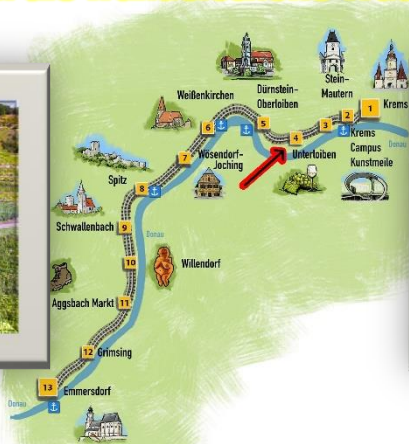 Stein-
Mautern
Dürnstein-
Oberloiben
Weißenkirchen
1 Krems
2
3
Krems
Campus
Kunstmeile
Donau
4
Unterloiben
5
6
Wösendorf-
Joching
7
Spitz
8
Schwallenbach
9
Donau
10
Willendorf
Aggsbach Markt 11
12 Grimsing
13
Emmersdorf
Donau